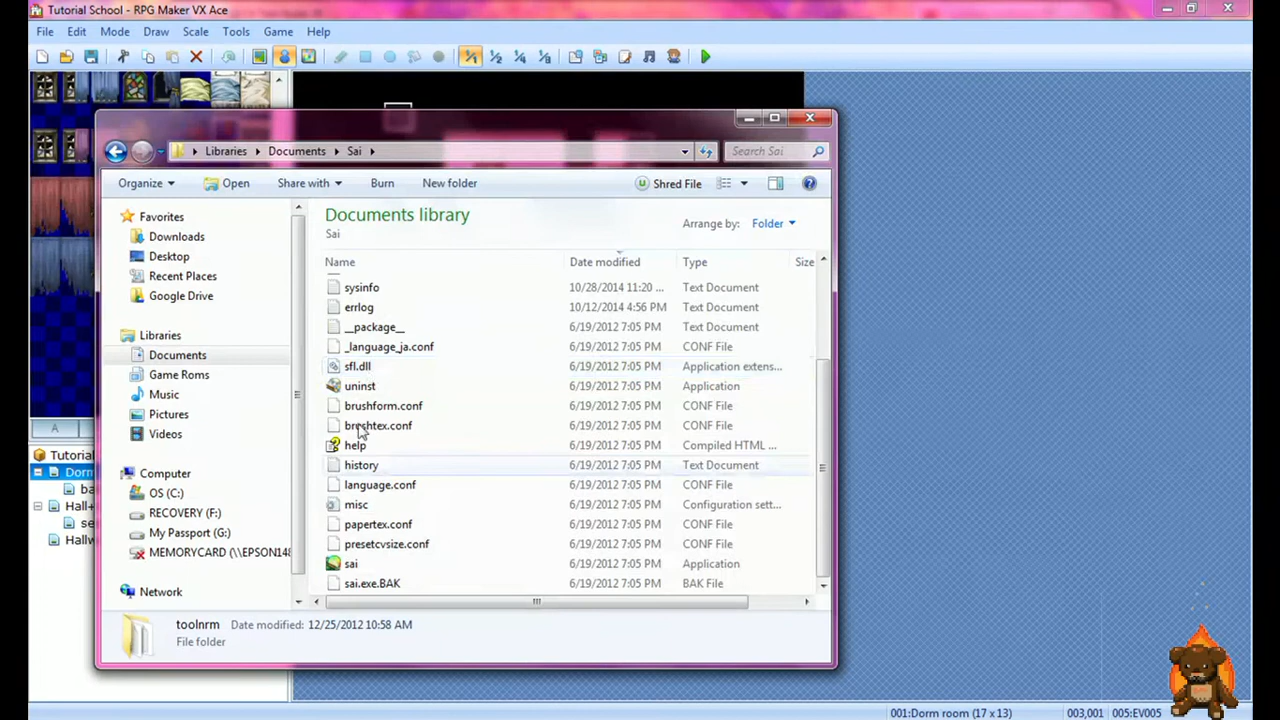 Tutorial School - RPG Maker VX Ace
File Edit Mode Draw Scale Tools Game Help
1/1 1/2 1/4 1/8
Libraries Documents Sai
Search Sai
Organize Open Share with Burn New folder Shred File
Documents library
Sai
Arrange by: Folder
Name Date modified Type Size
sysinfo 10/28/2014 11:20 ... Text Document
errlog 10/12/2014 4:56 PM Text Document
__package__ 6/19/2012 7:05 PM Text Document
_language_ja.conf 6/19/2012 7:05 PM CONF File
sfl.dll 6/19/2012 7:05 PM Application extens...
uninst 6/19/2012 7:05 PM Application
brushform.conf 6/19/2012 7:05 PM CONF File
brushtex.conf 6/19/2012 7:05 PM CONF File
help 6/19/2012 7:05 PM Compiled HTML ...
history 6/19/2012 7:05 PM Text Document
language.conf 6/19/2012 7:05 PM CONF File
misc 6/19/2012 7:05 PM Configuration sett...
papertex.conf 6/19/2012 7:05 PM CONF File
presetcvsize.conf 6/19/2012 7:05 PM CONF File
sai 6/19/2012 7:05 PM Application
sai.exe.BAK 6/19/2012 7:05 PM BAK File
Favorites
Downloads
Desktop
Recent Places
Google Drive
Libraries
Documents
Game Roms
Music
Pictures
Videos
Computer
OS (C:)
RECOVERY (F:)
My Passport (G:)
MEMORYCARD (\\EPSON148
Network
A
Tutorial
Dorm
ba
Hall+
se
Hallw
toolnrm Date modified: 12/25/2012 10:58 AM
File folder
001:Dorm room (17 x 13) 003,001 005:EV005